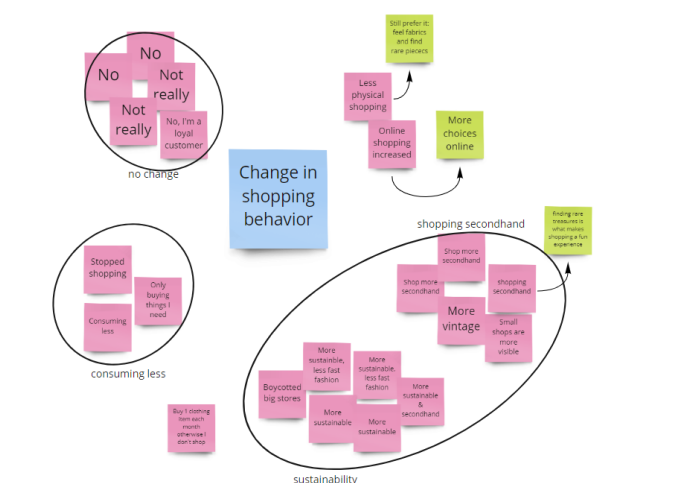 No
No
Not
really
Not
really
No, I'm a
loyal
customer
no change
Still prefer it:
feel fabrics
and find
rare piececs
Less
physical
shopping
Online
shopping
increased
More
choices
online
Change in
shopping
behavior
shopping secondhand
finding rare
treasures is
what makes
shopping a fun
experience
Shop more
secondhand
Shop more
secondhand
shopping
secondhand
More
vintage
Small
shops are
more
visible
Stopped
shopping
Only
buying
things I
need
Consuming
less
consuming less
More
sustainble,
less fast
fashion
More
sustainable,
less fast
fashion
Boycotted
big stores
More
sustainable
&
secondhand
More
sustainable
More
sustainable
Buy 1 clothing
item each
month
otherwise I
don't shop
sustainability